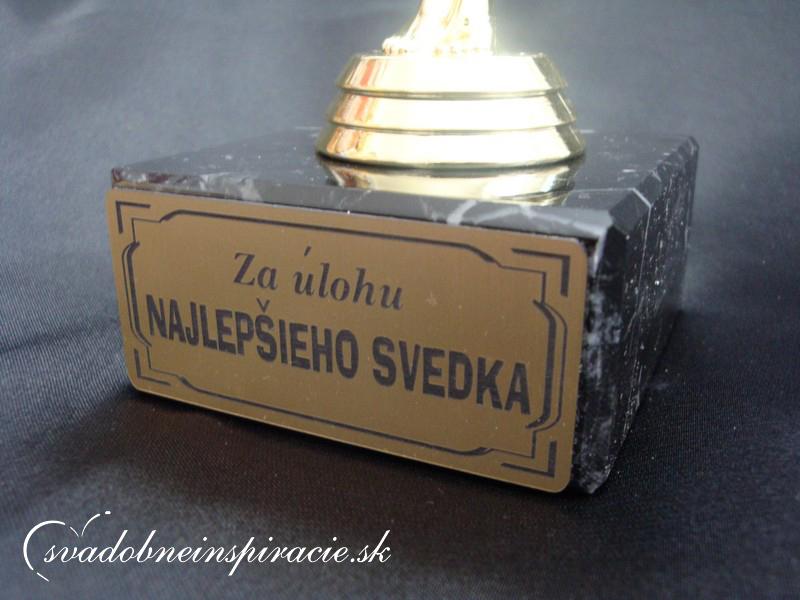 Za úlohu
NAJLEPŠIEHO SVEDKA
svadobneinspiracie.sk